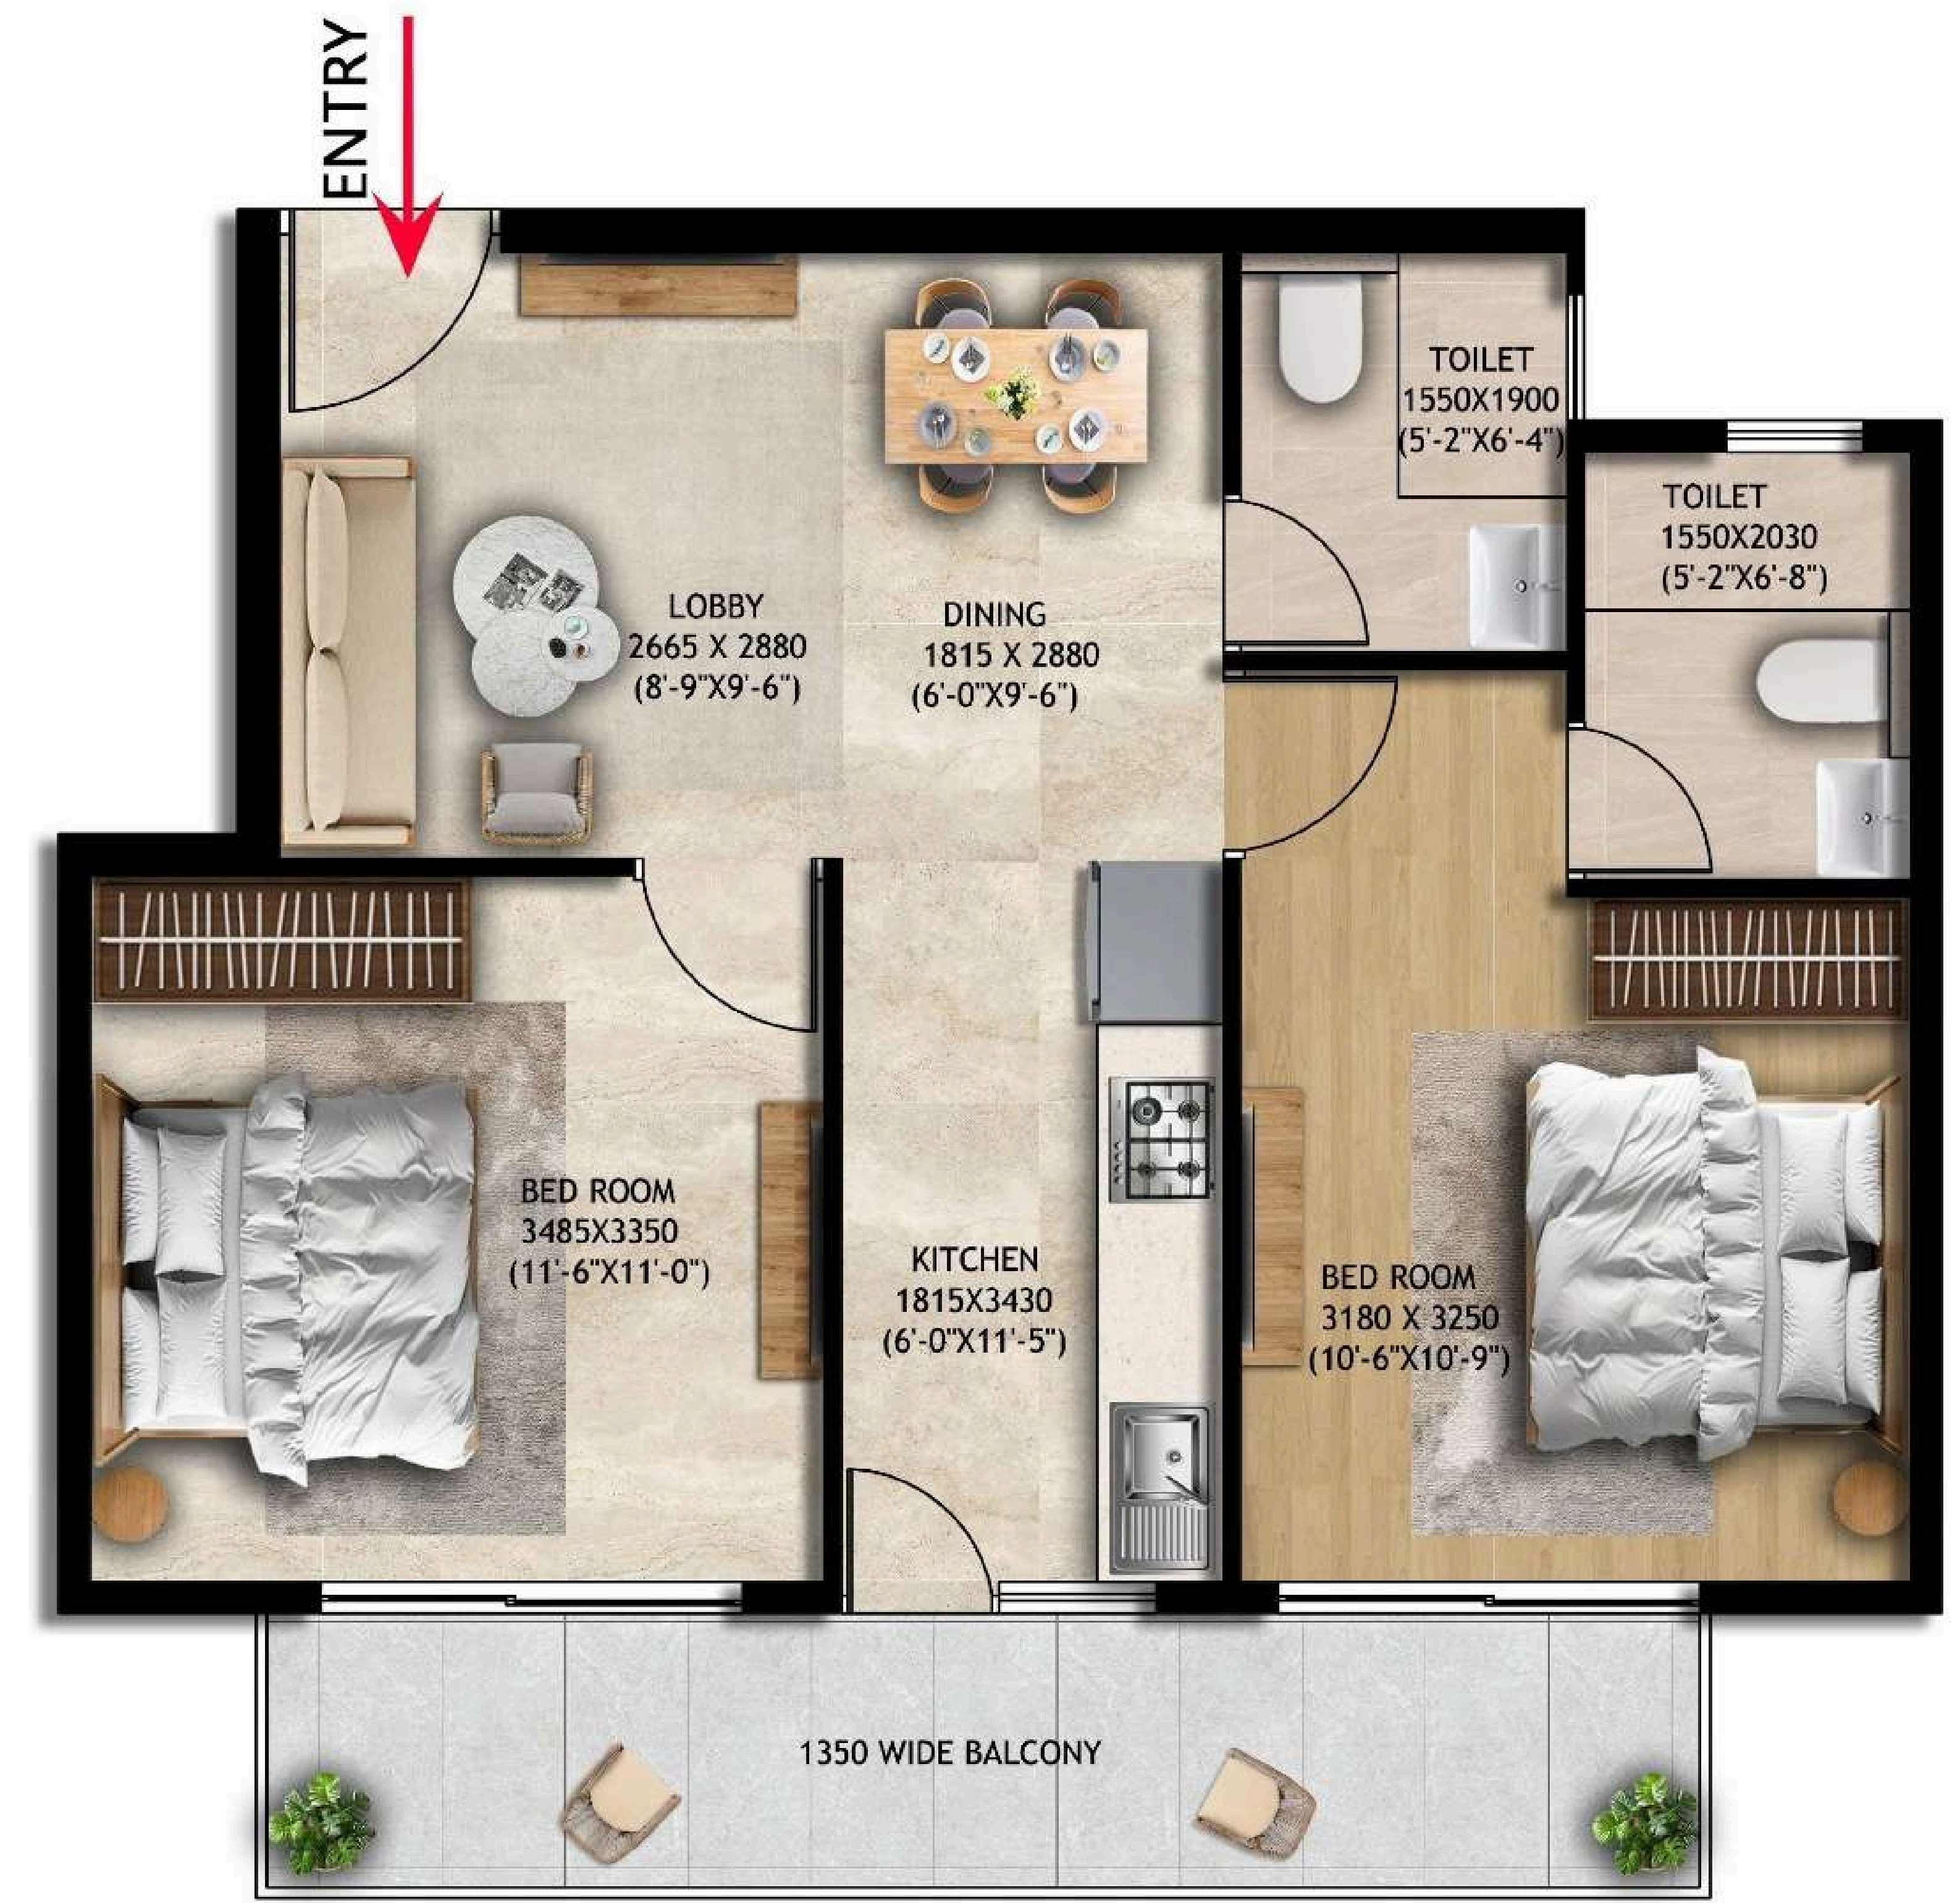 ENTRY
TOILET
1550X1900
(5'-2"X6'-4")
TOILET
1550X2030
(5'-2"X6'-8")
LOBBY
2665 X 2880
(8'-9"X9'-6")
DINING
1815 X 2880
(6'-0"X9'-6")
BED ROOM
3485X3350
(11'-6"X11'-0")
KITCHEN
1815X3430
(6'-0"X11'-5")
BED ROOM
3180 X 3250
(10'-6"X10'-9")
1350 WIDE BALCONY